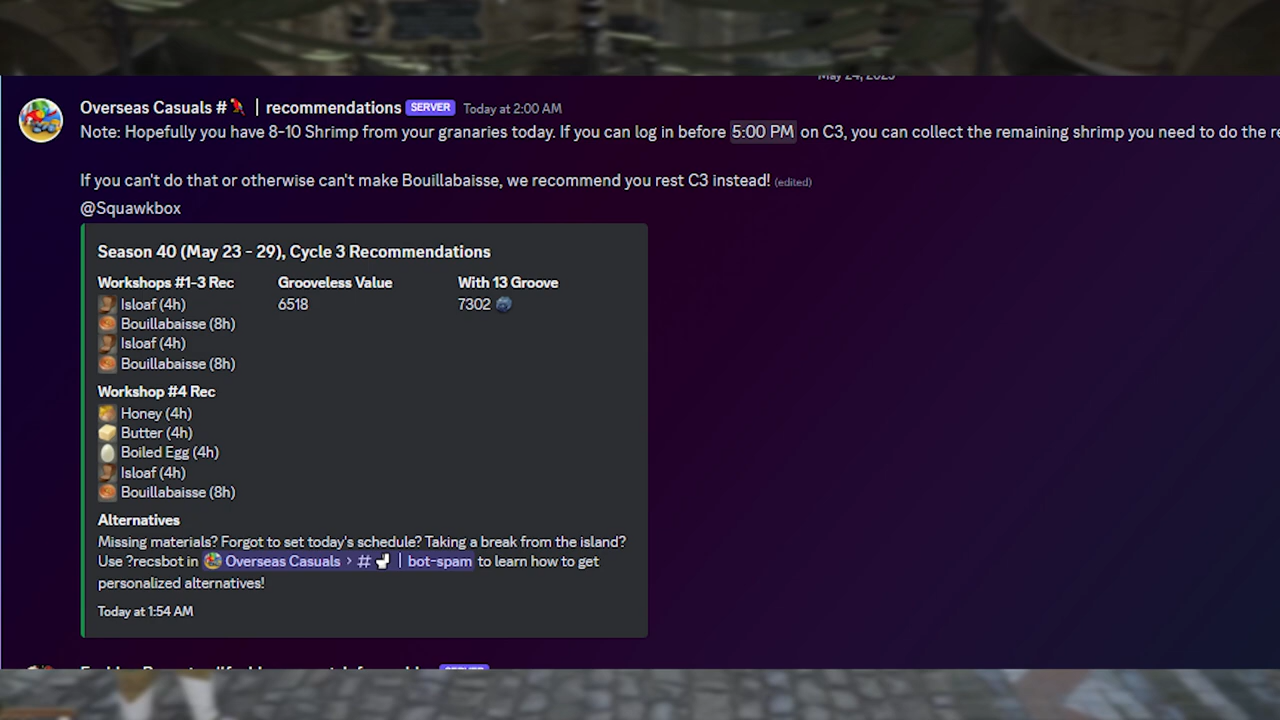 May 24, 2023
Overseas Casuals # | recommendations SERVER Today at 2:00 AM
Note: Hopefully you have 8-10 Shrimp from your granaries today. If you can log in before 5:00 PM on C3, you can collect the remaining shrimp you need to do the
If you can't do that or otherwise can't make Bouillabaisse, we recommend you rest C3 instead! (edited)
@Squawkbox
Season 40 (May 23 - 29), Cycle 3 Recommendations
Workshops #1-3 Rec Grooveless Value With 13 Groove
Isloaf (4h) 6518 7302
Bouillabaisse (8h)
Isloaf (4h)
Bouillabaisse (8h)
Workshop #4 Rec
Honey (4h)
Butter (4h)
Boiled Egg (4h)
Isloaf (4h)
Bouillabaisse (8h)
Alternatives
Missing materials? Forgot to set today's schedule? Taking a break from the island?
Use ?recsbot in Overseas Casuals > # | bot-spam to learn how to get
personalized alternatives!
Today at 1:54 AM
SERVER